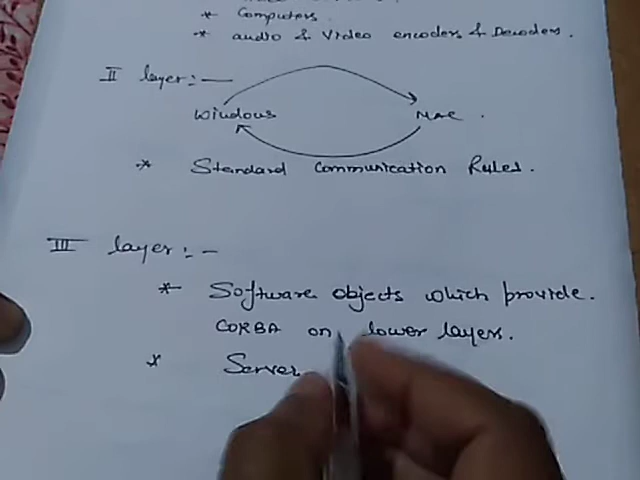 * Computers
* audio & Video encoders & Decoders.
II layer:-
Windows MAC.
* Standard Communication Rules.
III layer:-
* Software objects which provide.
CORBA on lower layers.
* Server